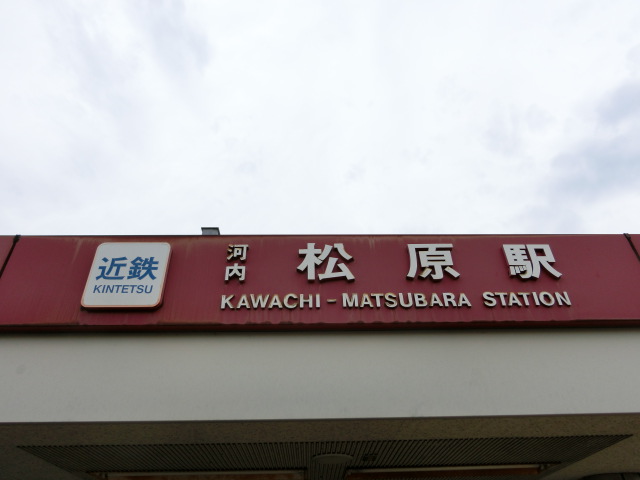 近鉄
KINTETSU
河内 松原駅
KAWACHI-MATSUBARA STATION